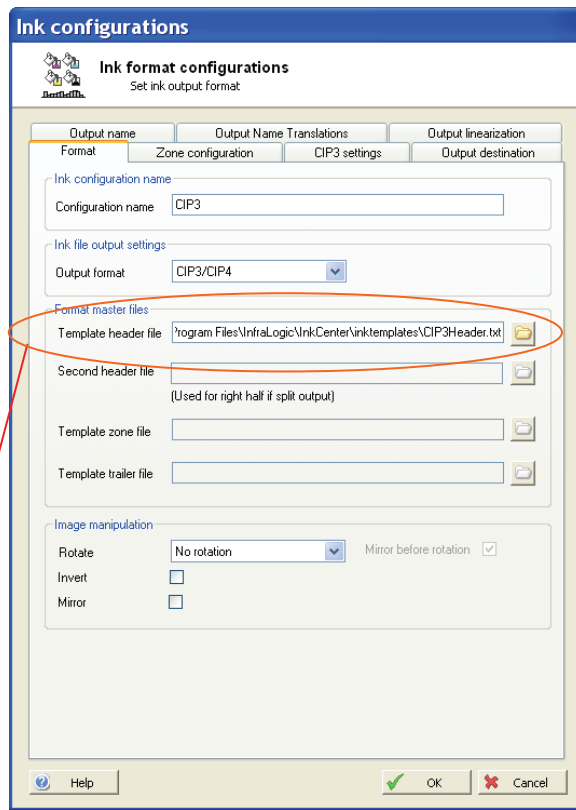 Ink configurations
Ink format configurations
Set ink output format
Output name
Output Name Translations
Output linearization
Format
Zone configuration
CIP3 settings
Output destination
Ink configuration name
Configuration name
CIP3
Ink file output settings
Output format
CIP3/CIP4
Format master files
Template header file
rogram Files\InfraLogic\InkCenter\inktemplates\CIP3Header.txt
Second header file
(Used for right half if split output)
Template zone file
Template trailer file
Image manipulation
Rotate
No rotation
Mirror before rotation
Invert
Mirror
Help
OK
Cancel